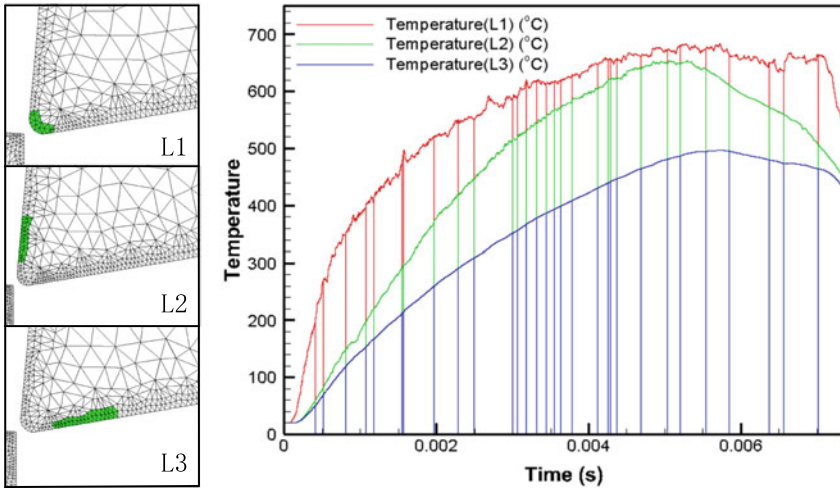 L1
L2
L3
Temperature(L1) (°C)
Temperature(L2) (°C)
Temperature(L3) (°C)
700
600
500
400
300
200
100
0
Temperature
0
0.002
0.004
0.006
Time (s)